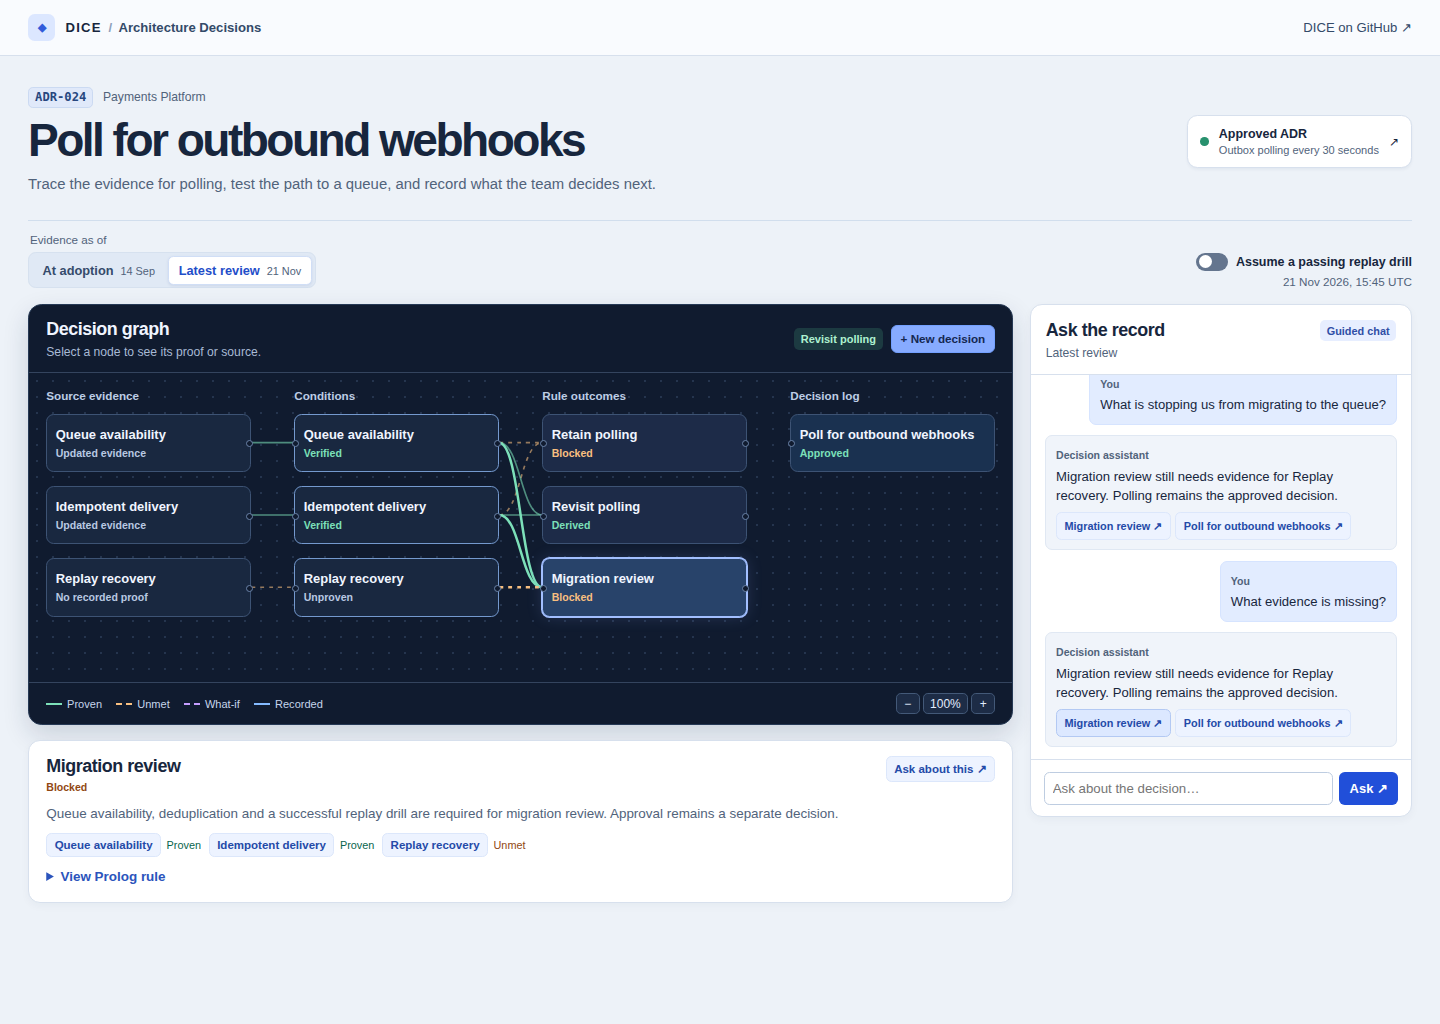 DICE / Architecture Decisions
DICE on GitHub ↗
ADR-024 Payments Platform
Poll for outbound webhooks
Trace the evidence for polling, test the path to a queue, and record what the team decides next.
Approved ADR ↗
Outbox polling every 30 seconds
Evidence as of
At adoption 14 Sep Latest review 21 Nov
Assume a passing replay drill
21 Nov 2026, 15:45 UTC
Decision graph
Select a node to see its proof or source.
Revisit polling + New decision
Source evidence
Queue availability
Updated evidence
Idempotent delivery
Updated evidence
Replay recovery
No recorded proof
Conditions
Queue availability
Verified
Idempotent delivery
Verified
Replay recovery
Unproven
Rule outcomes
Retain polling
Blocked
Revisit polling
Derived
Migration review
Blocked
Decision log
Poll for outbound webhooks
Approved
Proven Unmet What-if Recorded
− 100% +
Migration review
Blocked
Ask about this ↗
Queue availability, deduplication and a successful replay drill are required for migration review. Approval remains a separate decision.
Queue availability Proven Idempotent delivery Proven Replay recovery Unmet
View Prolog rule
Ask the record
Guided chat
Latest review
You
What is stopping us from migrating to the queue?
Decision assistant
Migration review still needs evidence for Replay
recovery. Polling remains the approved decision.
Migration review ↗ Poll for outbound webhooks ↗
You
What evidence is missing?
Decision assistant
Migration review still needs evidence for Replay
recovery. Polling remains the approved decision.
Migration review ↗ Poll for outbound webhooks ↗
Ask about the decision… Ask ↗